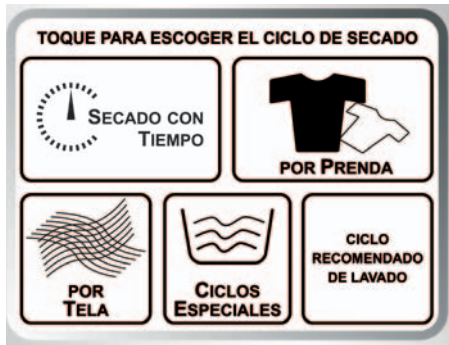 TOQUE PARA ESCOGER EL CICLO DE SECADO
SECADO CON
TIEMPO
POR PRENDA
POR
TELA
CICLOS
ESPECIALES
CICLO
RECOMENDADO
DE LAVADO